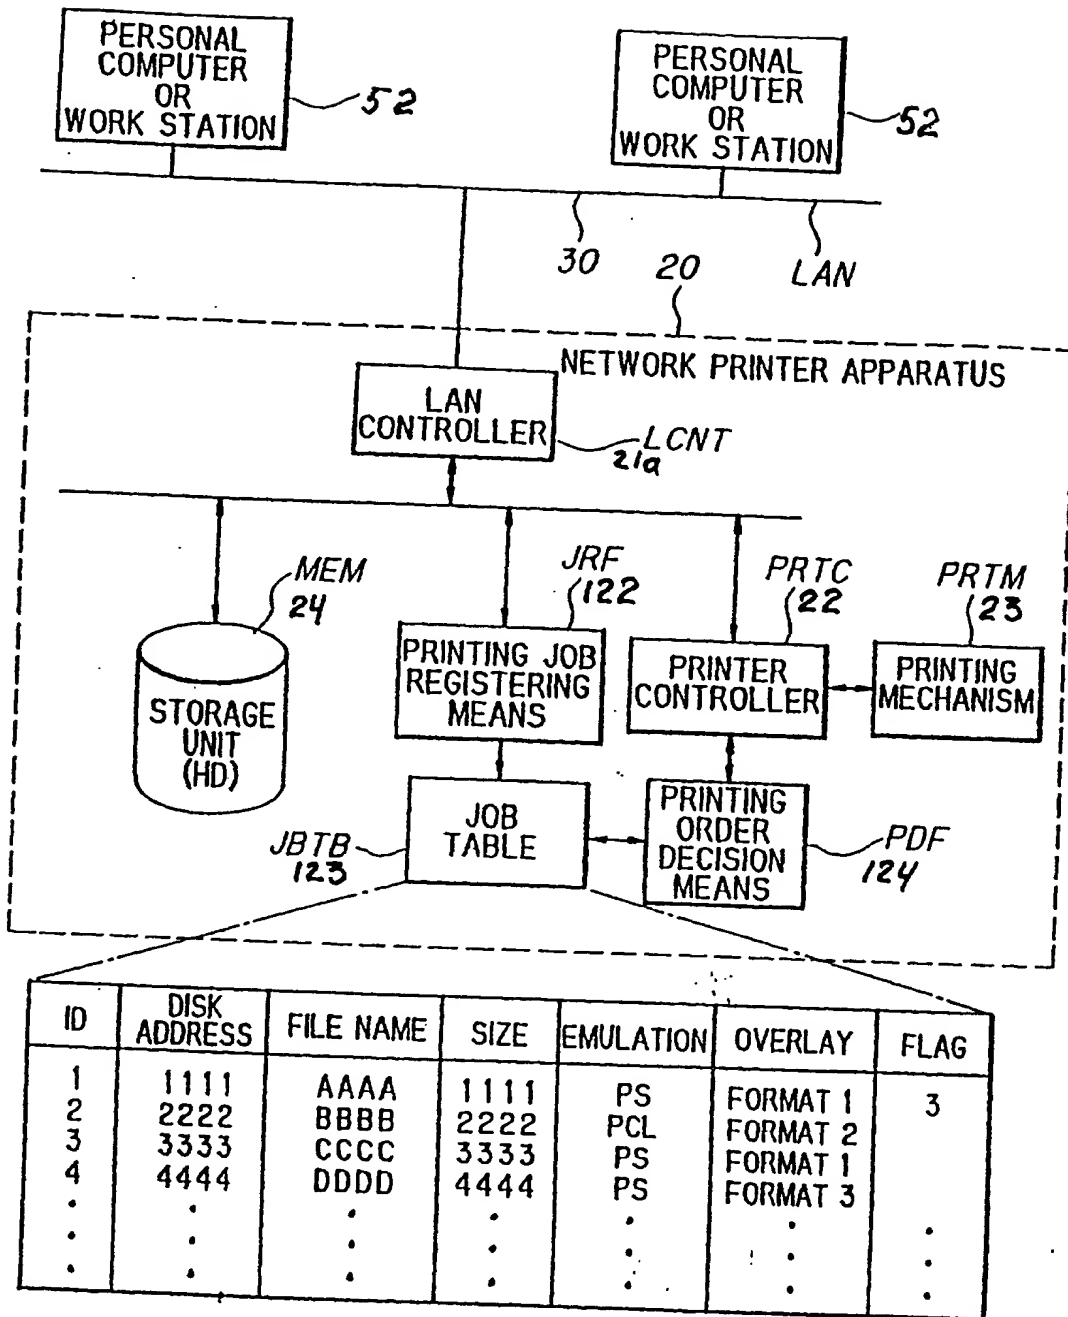 PERSONAL
COMPUTER
OR
WORK STATION
52
PERSONAL
COMPUTER
OR
WORK STATION
52
30
20
LAN
NETWORK PRINTER APPARATUS
LAN
CONTROLLER
LCNT
21a
MEM
24
JRF
122
PRTC
22
PRTM
23
STORAGE
UNIT
(HD)
PRINTING JOB
REGISTERING
MEANS
PRINTER
CONTROLLER
PRINTING
MECHANISM
JBTB
123
JOB
TABLE
PRINTING
ORDER
DECISION
MEANS
PDF
124
ID DISK ADDRESS FILE NAME SIZE EMULATION OVERLAY FLAG
1 1111 AAAA 1111 PS FORMAT 1 3
2 2222 BBBB 2222 PCL FORMAT 2
3 3333 CCCC 3333 PS FORMAT 1
4 4444 DDDD 4444 PS FORMAT 3